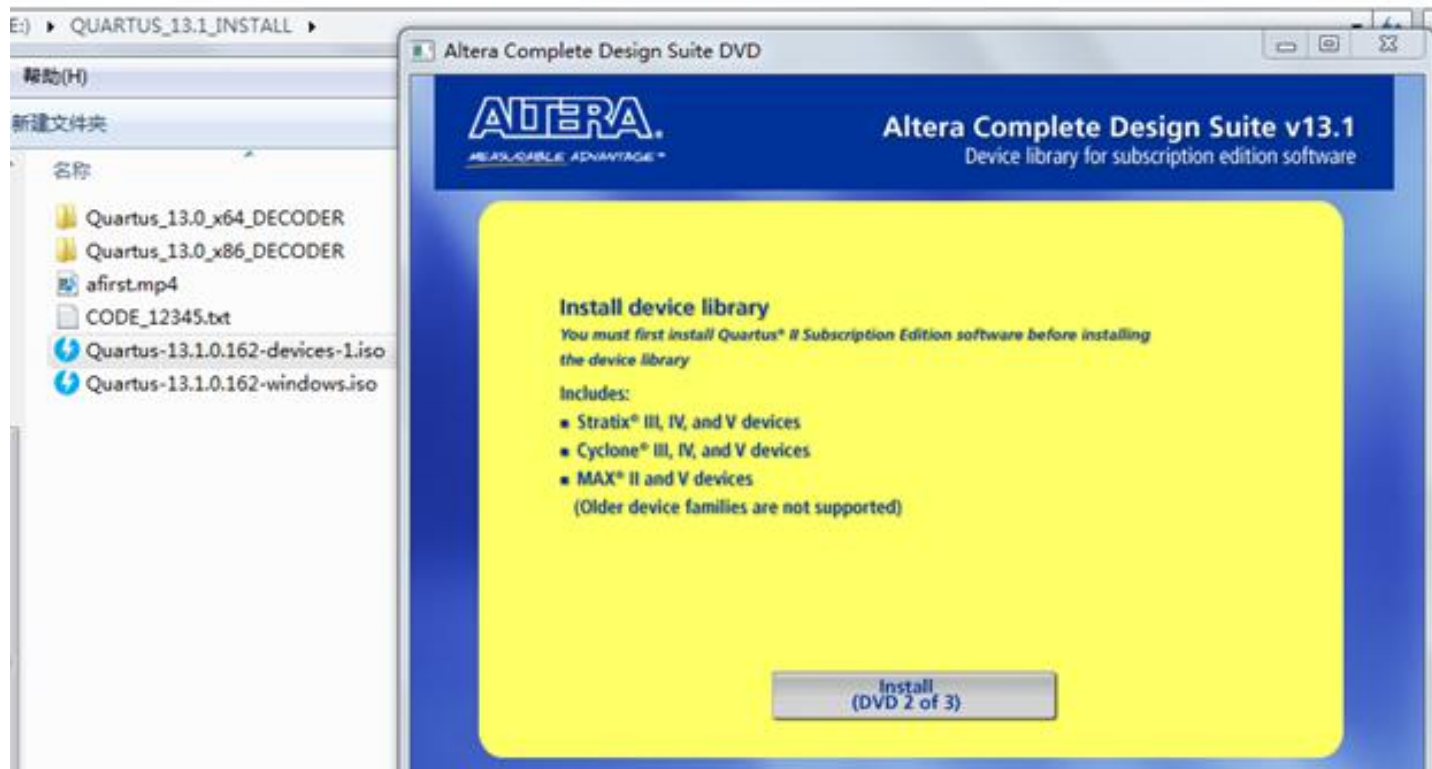 E:) ▸ QUARTUS_13.1_INSTALL ▸
帮助(H)
新建文件夹
名称
Quartus_13.0_x64_DECODER
Quartus_13.0_x86_DECODER
afirst.mp4
CODE_12345.txt
Quartus-13.1.0.162-devices-1.iso
Quartus-13.1.0.162-windows.iso
Altera Complete Design Suite DVD
ALTERA.
MEASURABLE ADVANTAGE™
Altera Complete Design Suite v13.1
Device library for subscription edition software
Install device library
You must first install Quartus® II Subscription Edition software before installing
the device library
Includes:
▪ Stratix® III, IV, and V devices
▪ Cyclone® III, IV, and V devices
▪ MAX® II and V devices
(Older device families are not supported)
Install
(DVD 2 of 3)